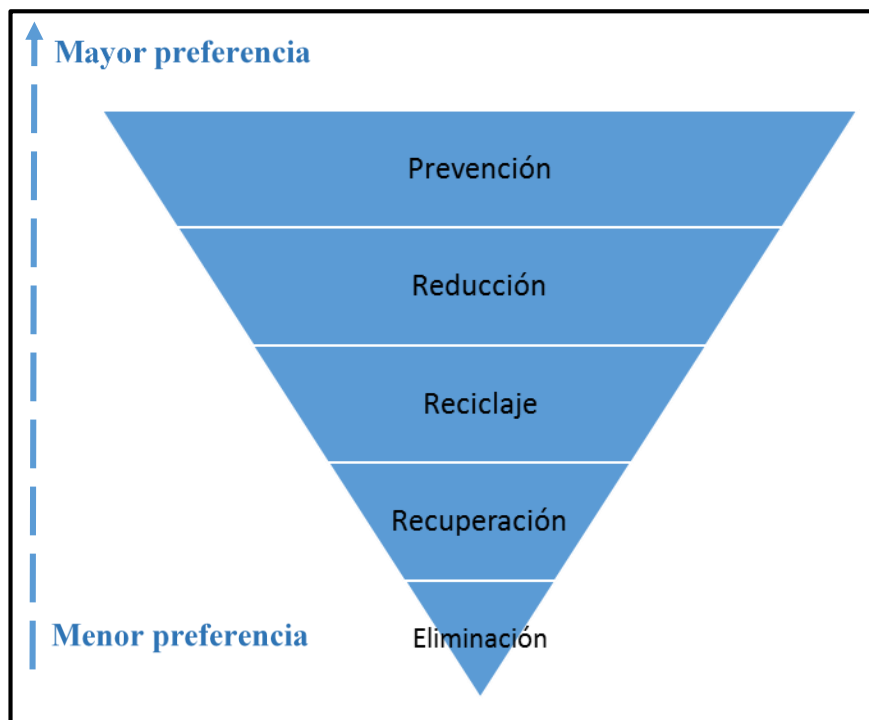 Mayor preferencia
Prevención
Reducción
Reciclaje
Recuperación
Eliminación
Menor preferencia